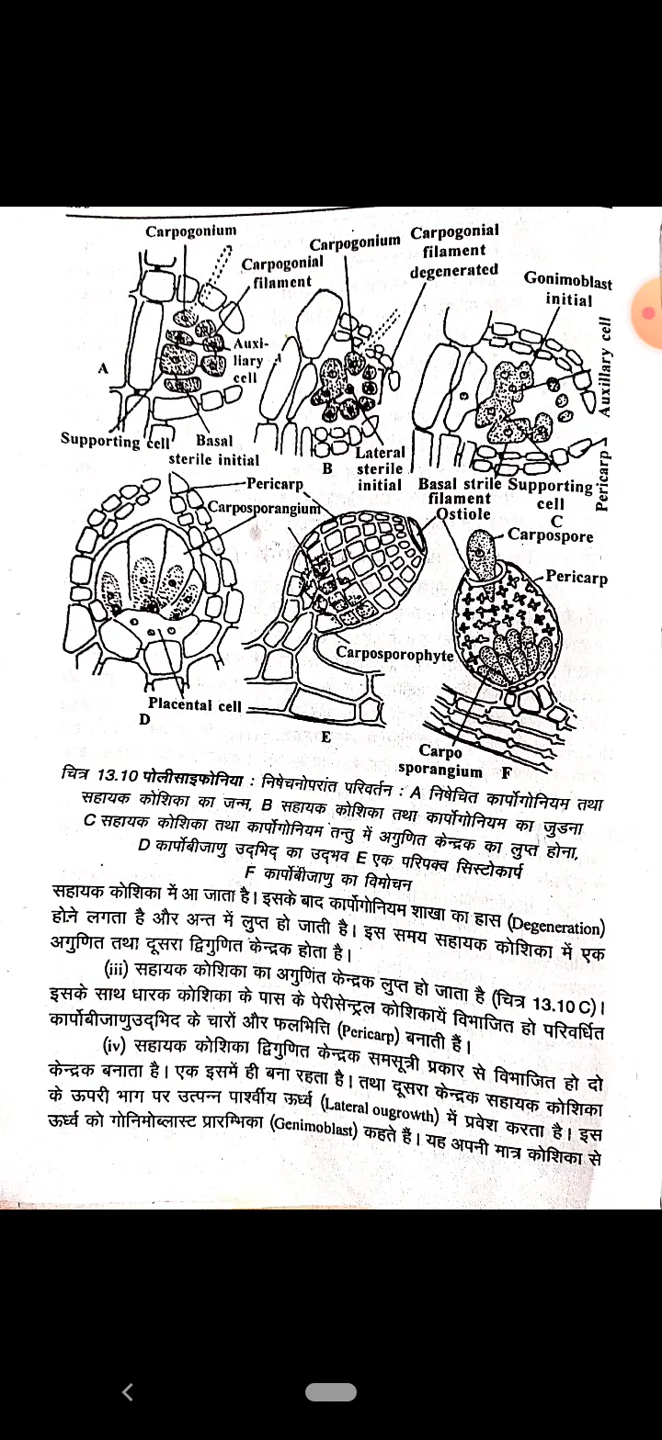 Carpogonium
Carpogonial
filament
Auxi-
liary
cell
A
Supporting cell
Basal
sterile initial
Carpogonium
Carpogonial
filament
degenerated
B
Lateral
sterile
initial
Gonimoblast
initial
Auxiliary cell
Pericarp
Basal strile
filament
Supporting
cell
C
Pericarp
Carposporangium
Placental cell
D
Ostiole
Carposporophyte
E
Carpospore
Pericarp
Carpo
sporangium F
चित्र 13.10 पोलीसाइफोनिया : निषेचनोपरांत परिवर्तन : A निषेचित कार्पोगोनियम तथा
सहायक कोशिका का जन्म, B सहायक कोशिका तथा कार्पोगोनियम का जुडना
C सहायक कोशिका तथा कार्पोगोनियम तन्तु में अगुणित केन्द्रक का लुप्त होना,
D कार्पोबीजाणु उद्‌भिद का उद्‌भव E एक परिपक्व सिस्टोकार्प
F कार्पोबीजाणु का विमोचन
सहायक कोशिका में आ जाता है। इसके बाद कार्पोगोनियम शाखा का ह्रास (Degeneration)
होने लगता है और अन्त में लुप्त हो जाती है। इस समय सहायक कोशिका में एक
अगुणित तथा दूसरा द्विगुणित केन्द्रक होता है।
(iii) सहायक कोशिका का अगुणित केन्द्रक लुप्त हो जाता है (चित्र 13.10 C)।
इसके साथ धारक कोशिका के पास के पेरीसेन्ट्रल कोशिकायें विभाजित हो परिवर्धित
कार्पोबीजाणुउद्‌भिद के चारों और फलभित्ति (Pericarp) बनाती हैं।
(iv) सहायक कोशिका द्विगुणित केन्द्रक समसूत्री प्रकार से विभाजित हो दो
केन्द्रक बनाता है। एक इसमें ही बना रहता है। तथा दूसरा केन्द्रक सहायक कोशिका
के ऊपरी भाग पर उत्पन्न पार्श्वीय ऊर्ध्व (Lateral ougrowth) में प्रवेश करता है। इस
ऊर्ध्व को गोनिमोब्लास्ट प्रारम्भिका (Genimoblast) कहते हैं। यह अपनी मात्र कोशिका से